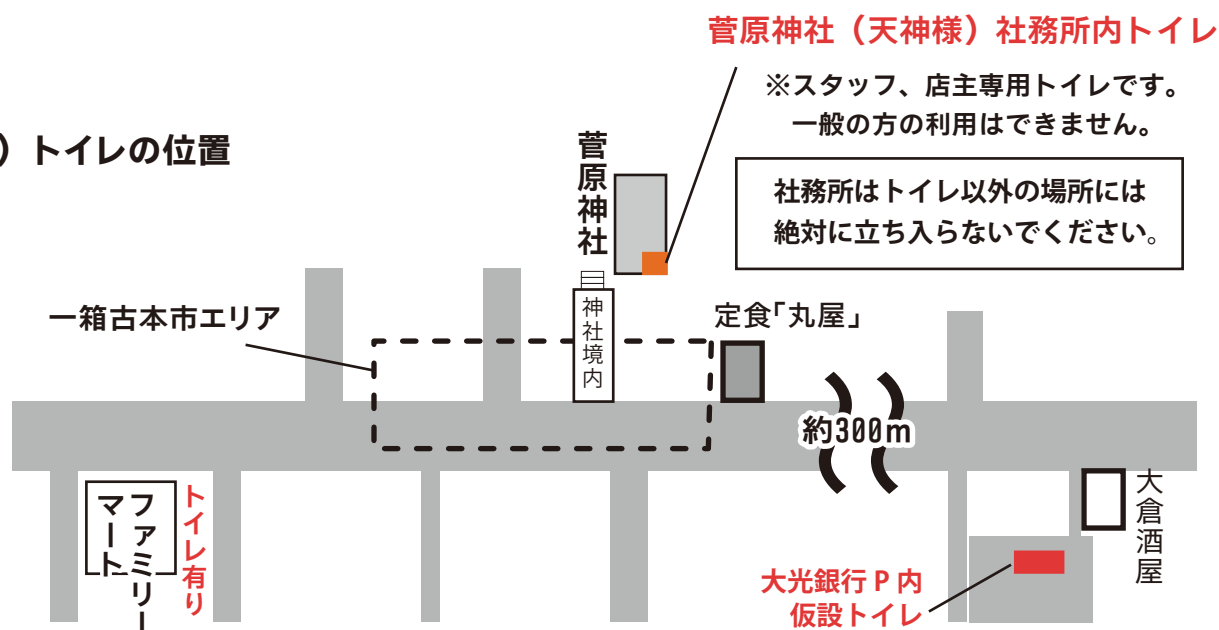 菅原神社（天神様）社務所内トイレ
※スタッフ、店主専用トイレです。
一般の方の利用はできません。
）トイレの位置
社務所はトイレ以外の場所には
絶対に立ち入らないでください。
菅原神社
一箱古本市エリア
神社境内
定食「丸屋」
約300m
ファミリー
マート
トイレ有り
大倉酒屋
大光銀行 P 内
仮設トイレ